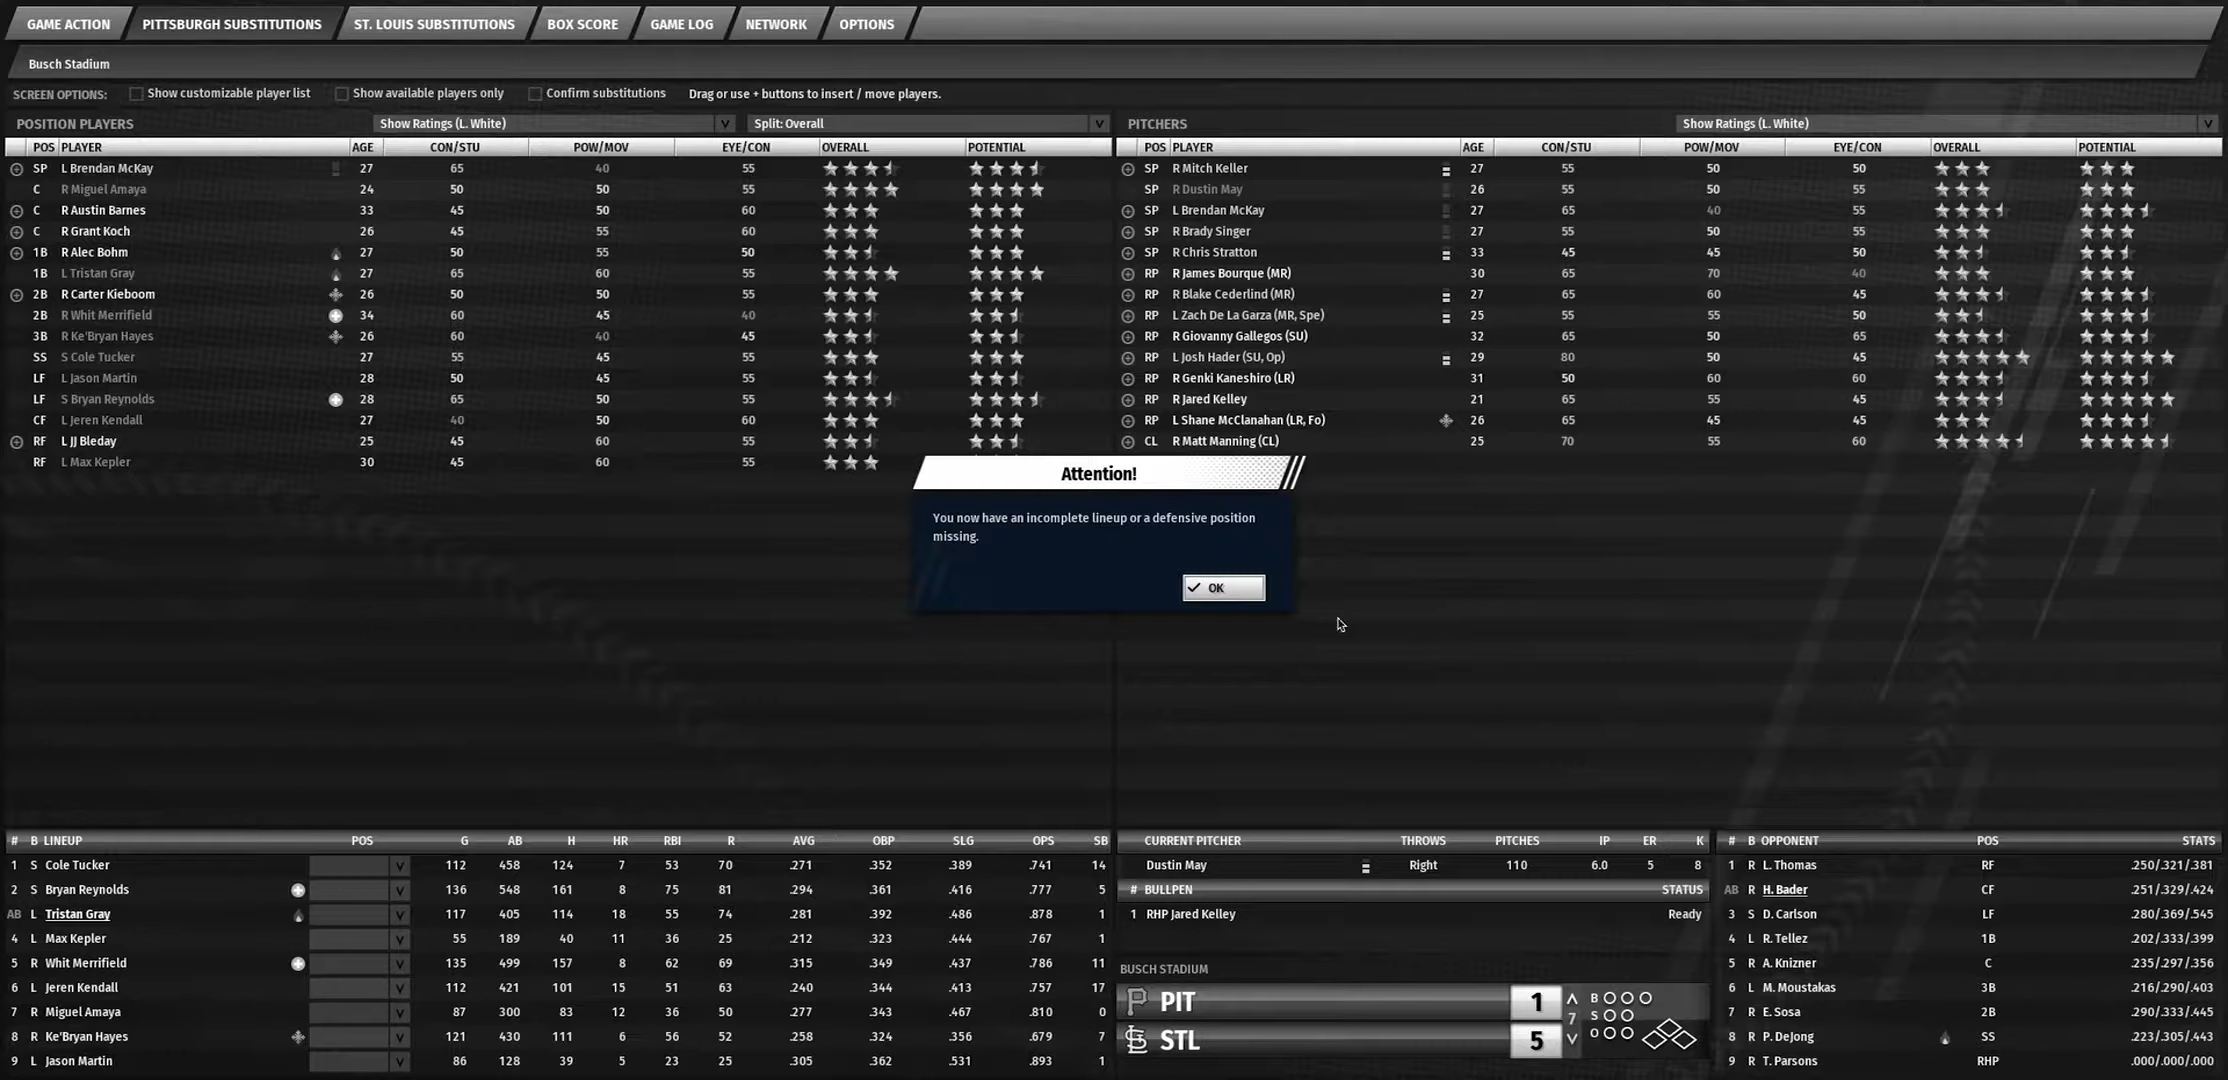 GAME ACTION PITTSBURGH SUBSTITUTIONS ST. LOUIS SUBSTITUTIONS BOX SCORE GAME LOG NETWORK OPTIONS
Busch Stadium
SCREEN OPTIONS: Show customizable player list Show available players only Confirm substitutions Drag or use + buttons to insert / move players.
POSITION PLAYERS Show Ratings (L. White) Split: Overall
POS PLAYER AGE CON/STU POW/MOV EYE/CON OVERALL POTENTIAL
SP L Brendan McKay 27 65 40 55
C R Miguel Amaya 24 50 50 55
C R Austin Barnes 33 45 50 60
C R Grant Koch 26 45 55 60
1B R Alec Bohm 27 50 55 50
1B L Tristan Gray 27 65 60 55
2B R Carter Kieboom 26 50 50 55
2B R Whit Merrifield 34 60 45 40
3B R Ke'Bryan Hayes 26 60 40 45
SS S Cole Tucker 27 55 45 55
LF L Jason Martin 28 50 45 55
LF S Bryan Reynolds 28 65 50 55
CF L Jeren Kendall 27 40 50 60
RF L JJ Bleday 25 45 60 55
RF L Max Kepler 30 45 60 55
PITCHERS Show Ratings (L. White)
POS PLAYER AGE CON/STU POW/MOV EYE/CON OVERALL POTENTIAL
SP R Mitch Keller 27 55 50 50
SP R Dustin May 26 55 50 55
SP L Brendan McKay 27 65 40 55
SP R Brady Singer 27 55 50 55
SP R Chris Stratton 33 45 45 50
RP R James Bourque (MR) 30 65 70 40
RP R Blake Cederlind (MR) 27 65 60 45
RP L Zach De La Garza (MR, Spe) 25 55 55 50
RP R Giovanny Gallegos (SU) 32 65 50 65
RP L Josh Hader (SU, Op) 29 80 50 45
RP R Genki Kaneshiro (LR) 31 50 60 60
RP R Jared Kelley 21 65 55 45
RP L Shane McClanahan (LR, Fo) 26 65 45 45
CL R Matt Manning (CL) 25 70 55 60
Attention!
You now have an incomplete lineup or a defensive position
missing.
OK
# B LINEUP POS G AB H HR RBI R AVG OBP SLG OPS SB
1 S Cole Tucker 112 458 124 7 53 70 .271 .352 .389 .741 14
2 S Bryan Reynolds 136 548 161 8 75 81 .294 .361 .416 .777 5
AB L Tristan Gray 117 405 114 18 55 74 .281 .392 .486 .878 1
4 L Max Kepler 55 189 40 11 36 25 .212 .323 .444 .767 1
5 R Whit Merrifield 135 499 157 8 62 69 .315 .349 .437 .786 11
6 L Jeren Kendall 112 421 101 15 51 63 .240 .344 .413 .757 17
7 R Miguel Amaya 87 300 83 12 36 50 .277 .343 .467 .810 0
8 R Ke'Bryan Hayes 121 430 111 6 56 52 .258 .324 .356 .679 7
9 L Jason Martin 86 128 39 5 23 25 .305 .362 .531 .893 1
CURRENT PITCHER THROWS PITCHES IP ER K
Dustin May Right 110 6.0 5 8
# BULLPEN STATUS
1 RHP Jared Kelley Ready
BUSCH STADIUM
PIT 1
STL 5
7
B
S
O
# B OPPONENT POS STATS
1 R L. Thomas RF .250/.321/.381
AB R H. Bader CF .251/.329/.424
3 S D. Carlson LF .280/.369/.545
4 L R. Tellez 1B .202/.333/.399
5 R A. Knizner C .235/.297/.356
6 L M. Moustakas 3B .216/.290/.403
7 R E. Sosa 2B .290/.333/.445
8 R P. DeJong SS .223/.305/.443
9 R T. Parsons RHP .000/.000/.000